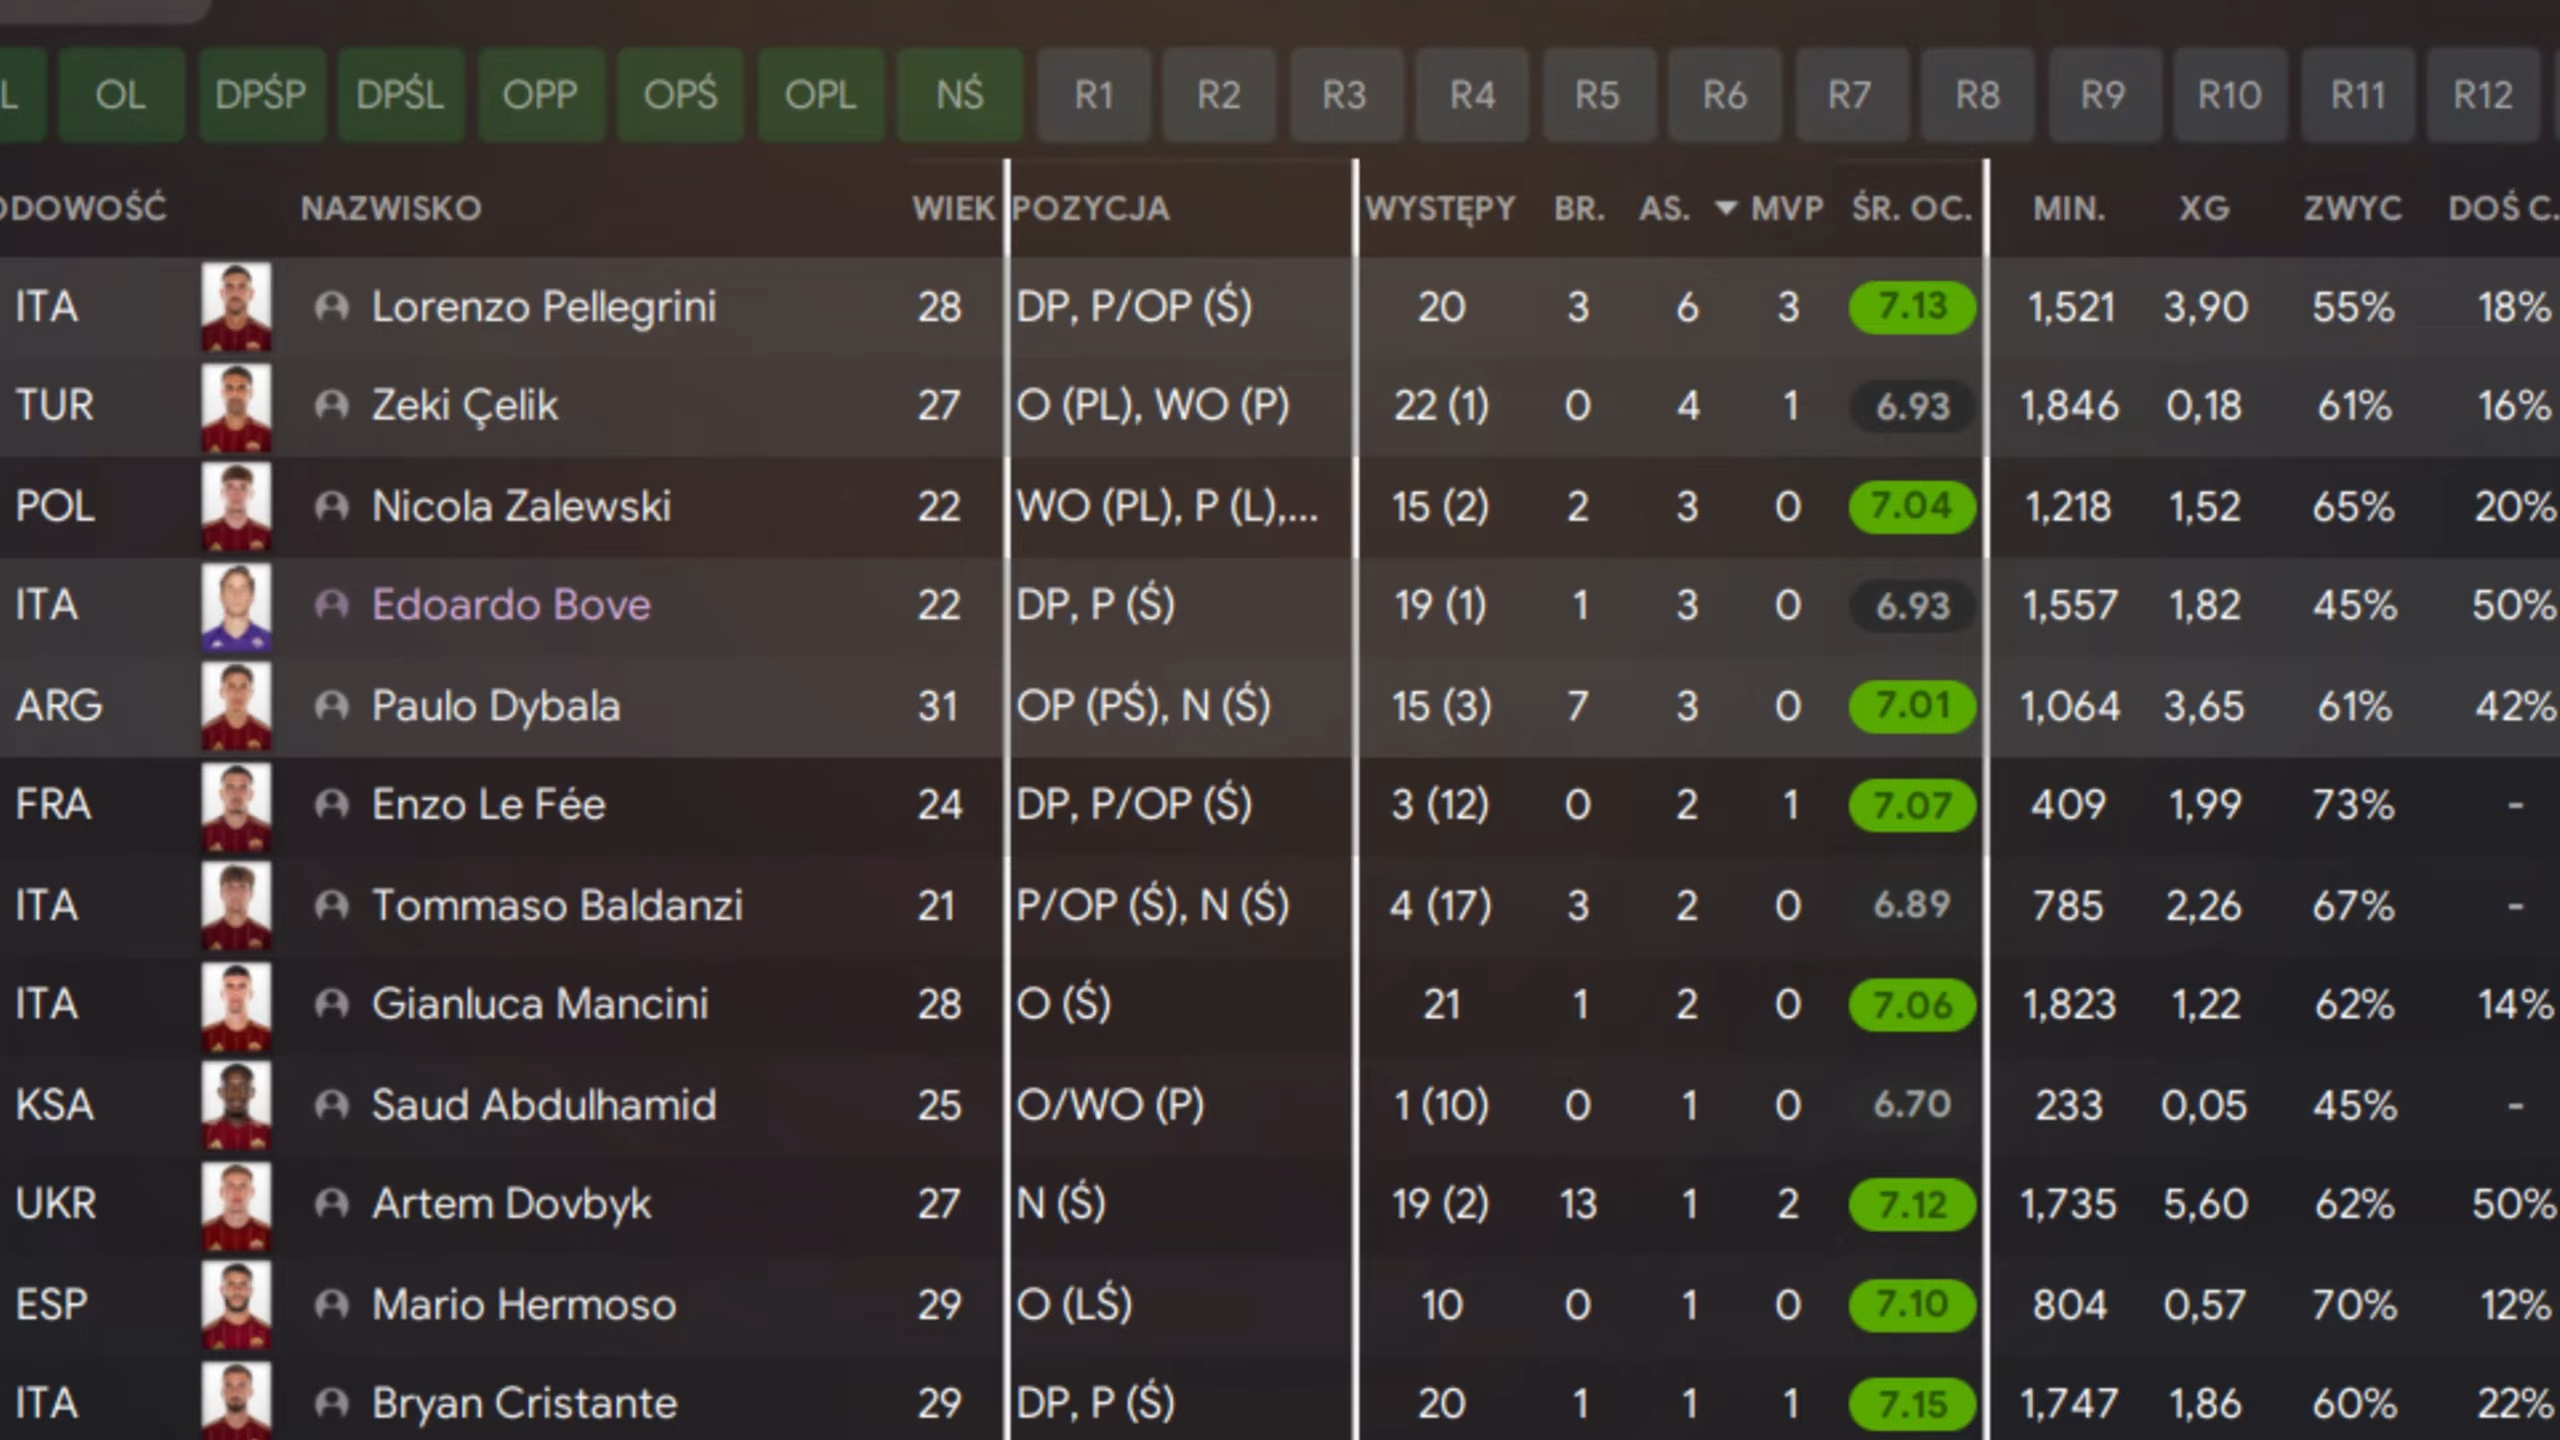 L OL DPŚP DPŚL OPP OPŚ OPL NŚ R1 R2 R3 R4 R5 R6 R7 R8 R9 R10 R11 R12
ODOWOŚĆ NAZWISKO WIEK POZYCJA WYSTĘPY BR. AS. MVP ŚR. OC. MIN. XG ZWYC DOŚ C.
ITA Lorenzo Pellegrini 28 DP, P/OP (Ś) 20 3 6 3 7.13 1,521 3,90 55% 18%
TUR Zeki Çelik 27 O (PL), WO (P) 22 (1) 0 4 1 6.93 1,846 0,18 61% 16%
POL Nicola Zalewski 22 WO (PL), P (L),... 15 (2) 2 3 0 7.04 1,218 1,52 65% 20%
ITA Edoardo Bove 22 DP, P (Ś) 19 (1) 1 3 0 6.93 1,557 1,82 45% 50%
ARG Paulo Dybala 31 OP (PŚ), N (Ś) 15 (3) 7 3 0 7.01 1,064 3,65 61% 42%
FRA Enzo Le Fée 24 DP, P/OP (Ś) 3 (12) 0 2 1 7.07 409 1,99 73% -
ITA Tommaso Baldanzi 21 P/OP (Ś), N (Ś) 4 (17) 3 2 0 6.89 785 2,26 67% -
ITA Gianluca Mancini 28 O (Ś) 21 1 2 0 7.06 1,823 1,22 62% 14%
KSA Saud Abdulhamid 25 O/WO (P) 1 (10) 0 1 0 6.70 233 0,05 45% -
UKR Artem Dovbyk 27 N (Ś) 19 (2) 13 1 2 7.12 1,735 5,60 62% 50%
ESP Mario Hermoso 29 O (LŚ) 10 0 1 0 7.10 804 0,57 70% 12%
ITA Bryan Cristante 29 DP, P (Ś) 20 1 1 1 7.15 1,747 1,86 60% 22%